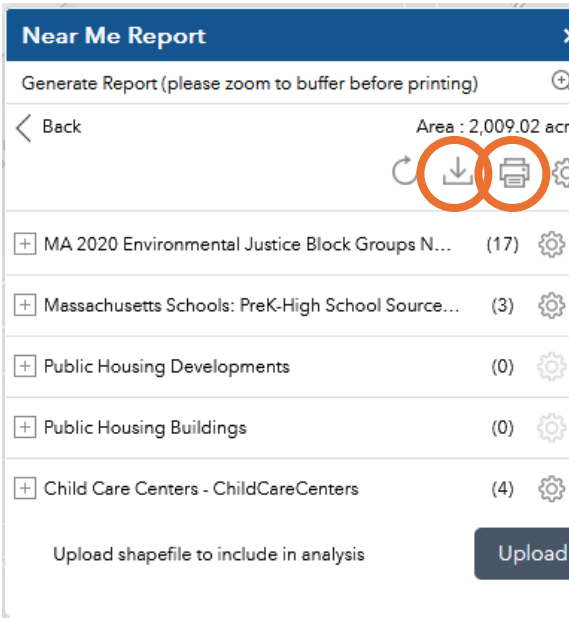 Near Me Report
Generate Report (please zoom to buffer before printing)
Back
Area : 2,009.02 acr
MA 2020 Environmental Justice Block Groups N... (17)
Massachusetts Schools: PreK-High School Source... (3)
Public Housing Developments (0)
Public Housing Buildings (0)
Child Care Centers - ChildCareCenters (4)
Upload shapefile to include in analysis
Upload